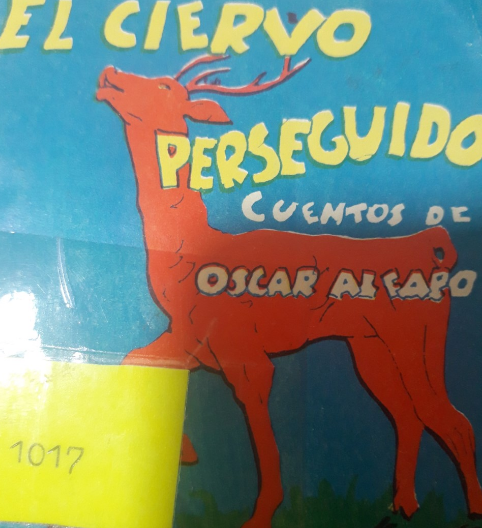 EL CIERVO
PERSEGUIDO
CUENTOS DE
OSCAR ALFARO
1017